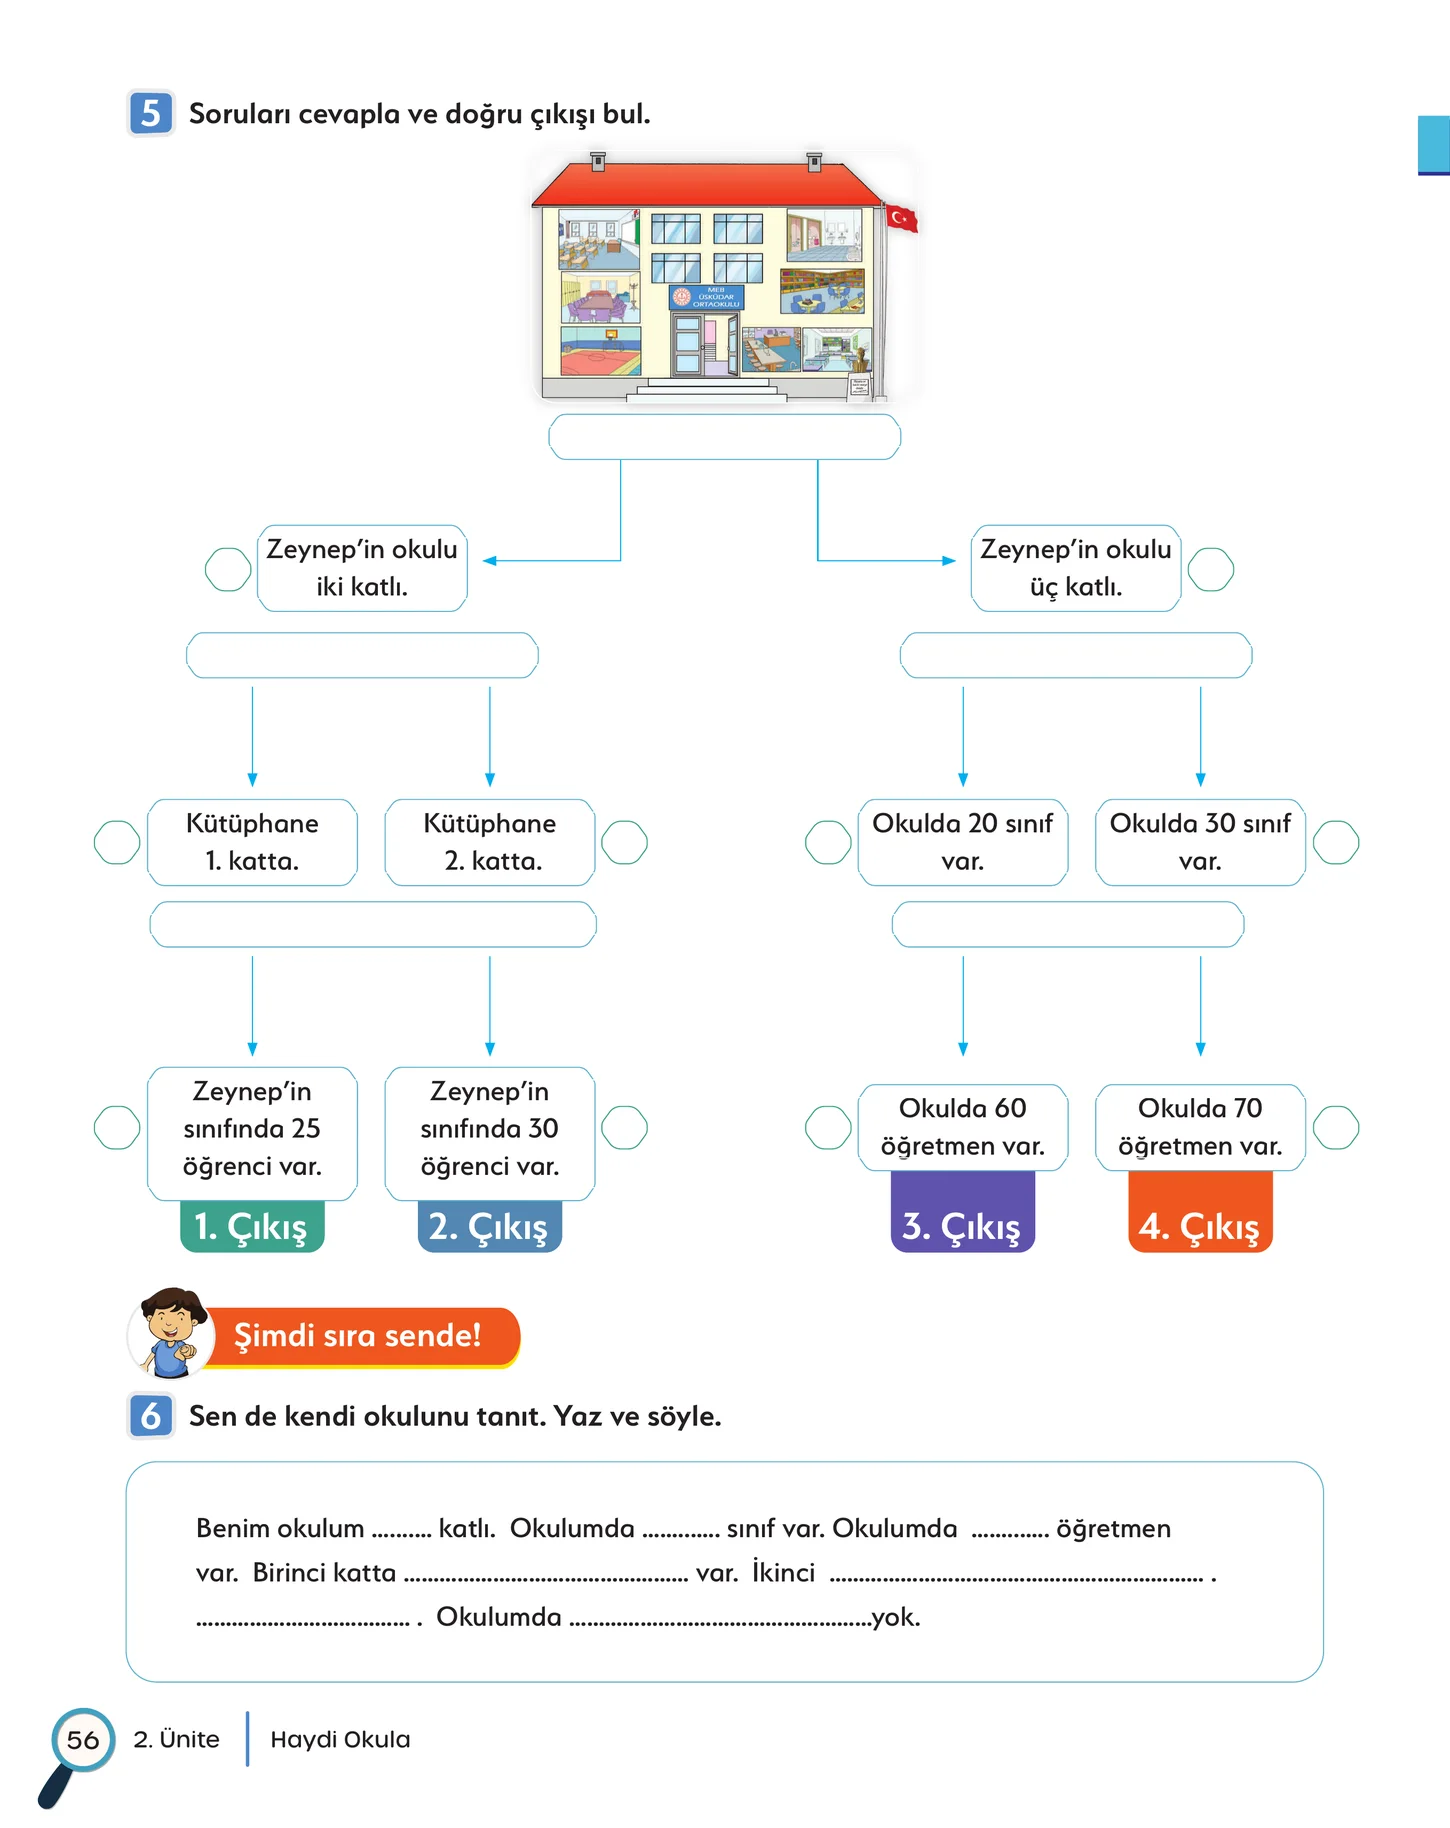 5 Soruları cevapla ve doğru çıkışı bul.
MEB
ÜSKÜDAR
ORTAOKULU
Zeynep’in okulu
iki katlı.
Zeynep’in okulu
üç katlı.
Kütüphane
1. katta.
Kütüphane
2. katta.
Okulda 20 sınıf
var.
Okulda 30 sınıf
var.
Zeynep’in
sınıfında 25
öğrenci var.
Zeynep’in
sınıfında 30
öğrenci var.
Okulda 60
öğretmen var.
Okulda 70
öğretmen var.
1. Çıkış
2. Çıkış
3. Çıkış
4. Çıkış
Şimdi sıra sende!
6 Sen de kendi okulunu tanıt. Yaz ve söyle.
Benim okulum .......... katlı. Okulumda ............. sınıf var. Okulumda ............. öğretmen
var. Birinci katta ................................................ var. İkinci ............................................................... .
.................................... . Okulumda ...................................................yok.
56 2. Ünite Haydi Okula